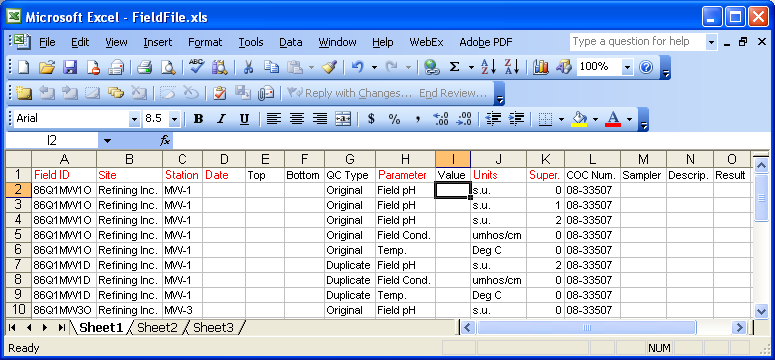 Microsoft Excel - FieldFile.xls
File Edit View Insert Format Tools Data Window Help WebEx Adobe PDF Type a question for help
Σ 100%
Reply with Changes... End Review...
Arial 8.5 B I U $ % ,
I2 fx
A B C D E F G H I J K L M N O
1 Field ID Site Station Date Top Bottom QC Type Parameter Value Units Super. COC Num. Sampler Descrip. Result
2 86Q1MW1O Refining Inc. MW-1 Original Field pH s.u. 0 08-33507
3 86Q1MW1O Refining Inc. MW-1 Original Field pH s.u. 1 08-33507
4 86Q1MW1O Refining Inc. MW-1 Original Field pH s.u. 2 08-33507
5 86Q1MW1O Refining Inc. MW-1 Original Field Cond. umhos/cm 0 08-33507
6 86Q1MW1O Refining Inc. MW-1 Original Temp. Deg C 0 08-33507
7 86Q1MW1D Refining Inc. MW-1 Duplicate Field pH s.u. 2 08-33507
8 86Q1MW1D Refining Inc. MW-1 Duplicate Field Cond. umhos/cm 0 08-33507
9 86Q1MW1D Refining Inc. MW-1 Duplicate Temp. Deg C 0 08-33507
10 86Q1MW3O Refining Inc. MW-3 Original Field pH s.u. 0 08-33507
Sheet1 Sheet2 Sheet3
Ready NUM